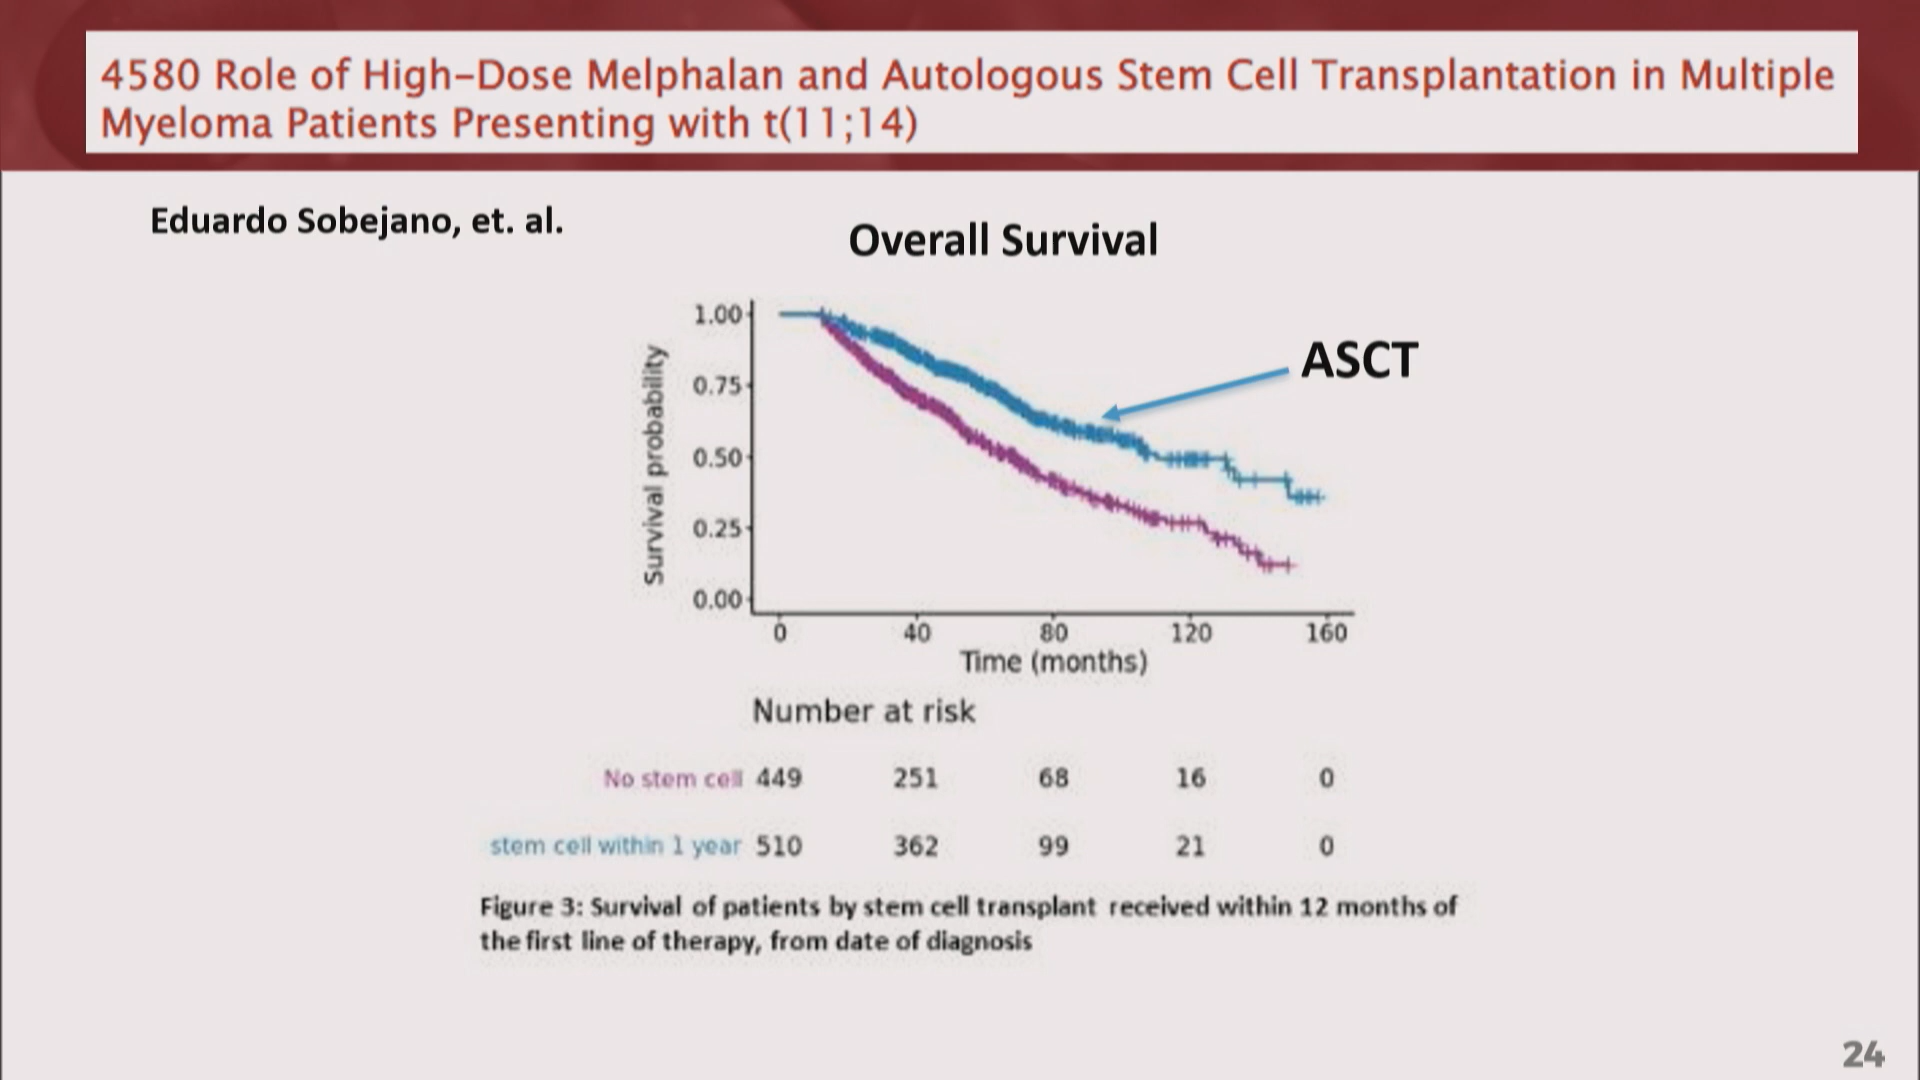 4580 Role of High-Dose Melphalan and Autologous Stem Cell Transplantation in Multiple
Myeloma Patients Presenting with t(11;14)
Eduardo Sobejano, et. al.
Overall Survival
ASCT
Survival probability
1.00
0.75
0.50
0.25
0.00
0 40 80 120 160
Time (months)
Number at risk
No stem cell 449 251 68 16 0
stem cell within 1 year 510 362 99 21 0
Figure 3: Survival of patients by stem cell transplant received within 12 months of
the first line of therapy, from date of diagnosis
24